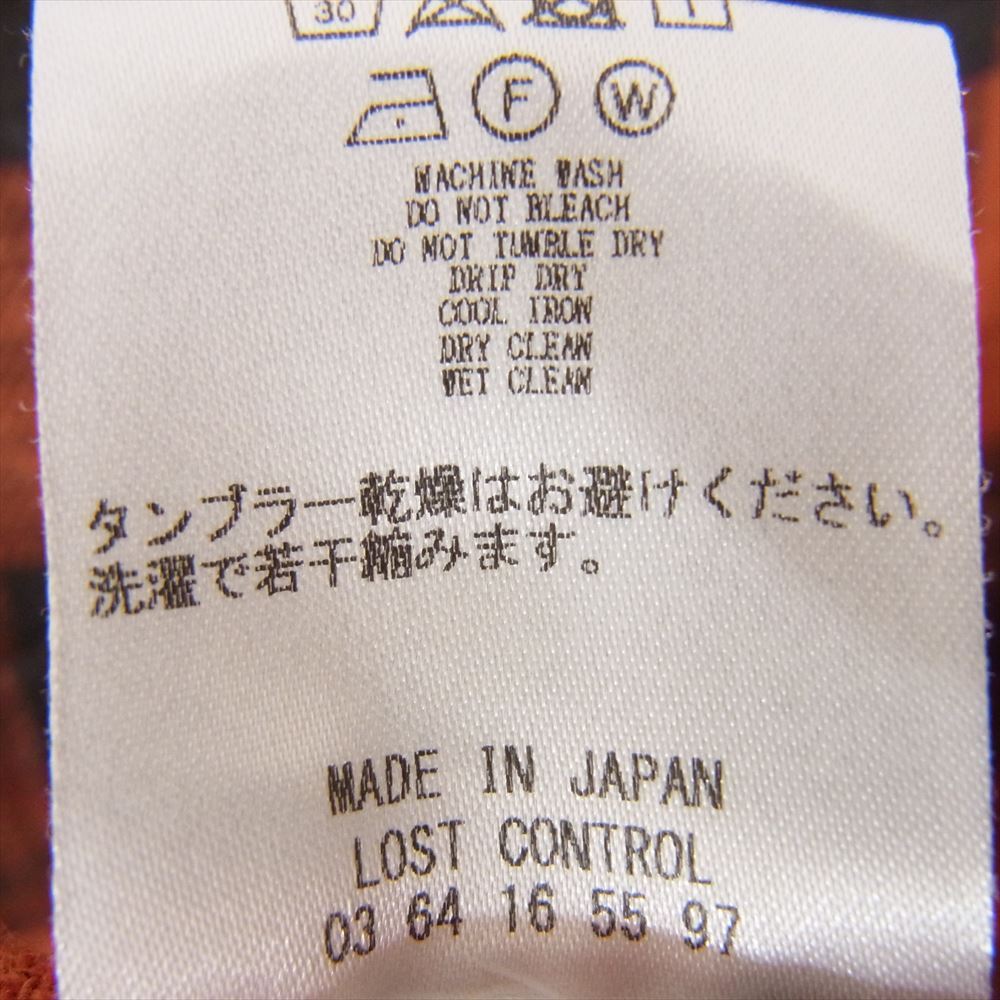 30
F W
MACHINE WASH
DO NOT BLEACH
DO NOT TUMBLE DRY
DRIP DRY
COOL IRON
DRY CLEAN
WET CLEAN
タンブラー乾燥はお避けください。
洗濯で若干縮みます。
MADE IN JAPAN
LOST CONTROL
03 64 16 55 97